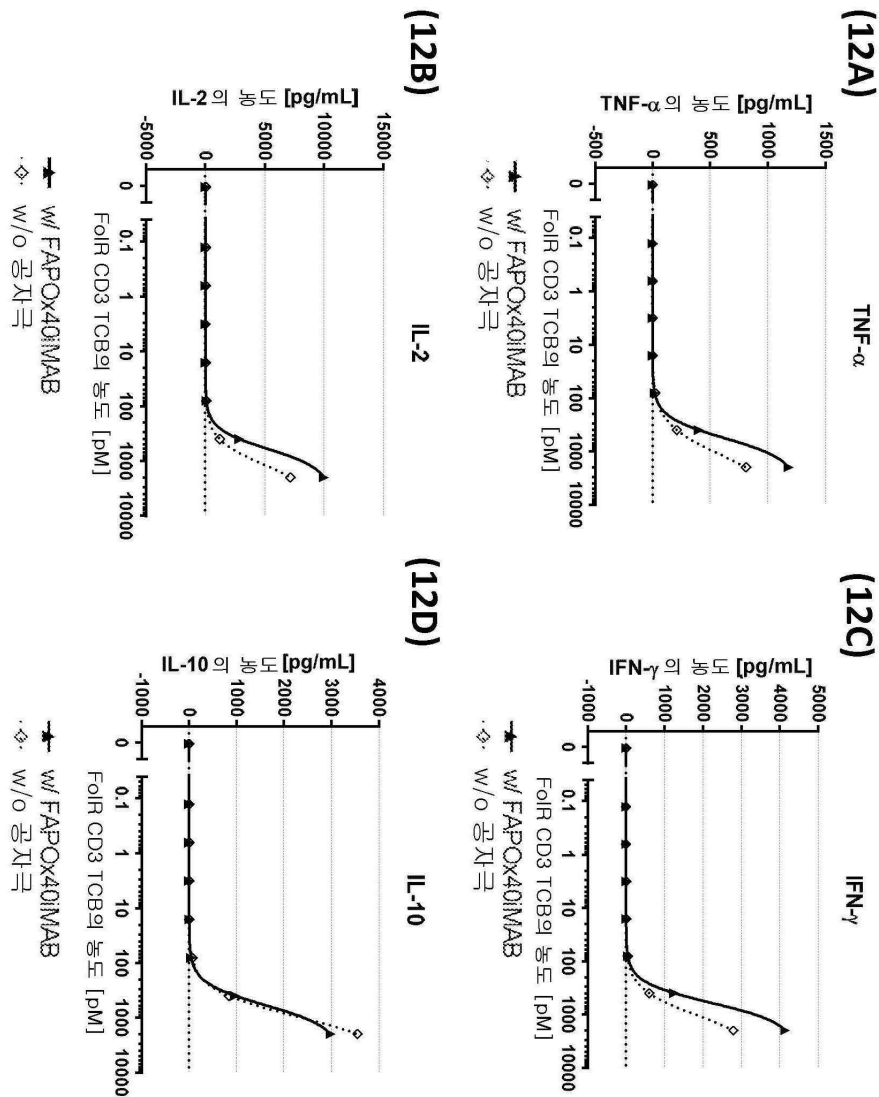 (12A)
TNF-α
TNF-α의 농도 [pg/mL]
1500
1000
500
0
-500
0
0.1
1
10
100
1000
10000
FolR CD3 TCB의 농도 [pM]
w/ FAPOx40iMAB
w/o 공자극
(12B)
IL-2
IL-2의 농도 [pg/mL]
15000
10000
5000
0
-5000
0
0.1
1
10
100
1000
10000
FolR CD3 TCB의 농도 [pM]
w/ FAPOx40iMAB
w/o 공자극
(12C)
IFN-γ
IFN-γ의 농도 [pg/mL]
5000
4000
3000
2000
1000
0
-1000
0
0.1
1
10
100
1000
10000
FolR CD3 TCB의 농도 [pM]
w/ FAPOx40iMAB
w/o 공자극
(12D)
IL-10
IL-10의 농도 [pg/mL]
4000
3000
2000
1000
0
-1000
0
0.1
1
10
100
1000
10000
FolR CD3 TCB의 농도 [pM]
w/ FAPOx40iMAB
w/o 공자극